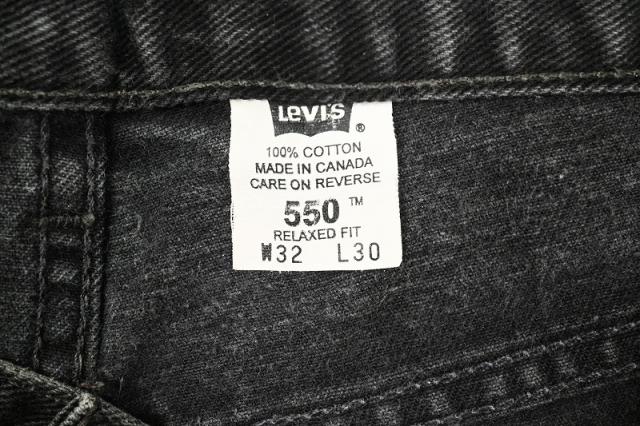 Levi's ®
100% COTTON
MADE IN CANADA
CARE ON REVERSE
550 ™
RELAXED FIT
W32 L30